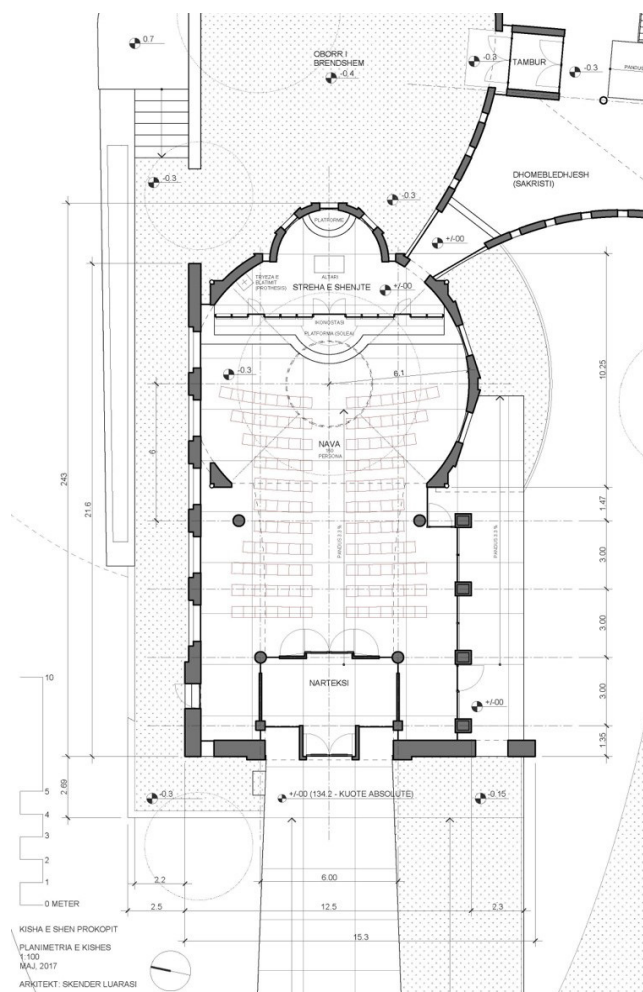 0.7
OBORR I
BRENDSHEM
-0.4
-0.3
TAMBUR
-0.3
PANDUS
DHOMEBLEDHJESH
(SAKRISTI)
-0.3
-0.3
+/-00
PLATFORME
TRYEZA E
BLATIMIT
(PROTHESIS)
ALTARI
STREHA E SHENJTE
+/-00
IKONOSTASI
PLATFORMA (SOLEA)
-0.3
6.1
10.25
6
NAVA
PERSONA
243
21.6
1.47
3.00
3.00
3.00
1.35
NARTEKSI
+/-00
2.69
-0.3
+/-00 (134.2 - KUOTE ABSOLUTE)
-0.15
10
5
4
3
2
1
0 METER
2.2
6.00
2.5
12.5
2.3
15.3
KISHA E SHEN PROKOPIT
PLANIMETRIA E KISHES
1:100
MAJ, 2017
ARKITEKT: SKENDER LUARASI